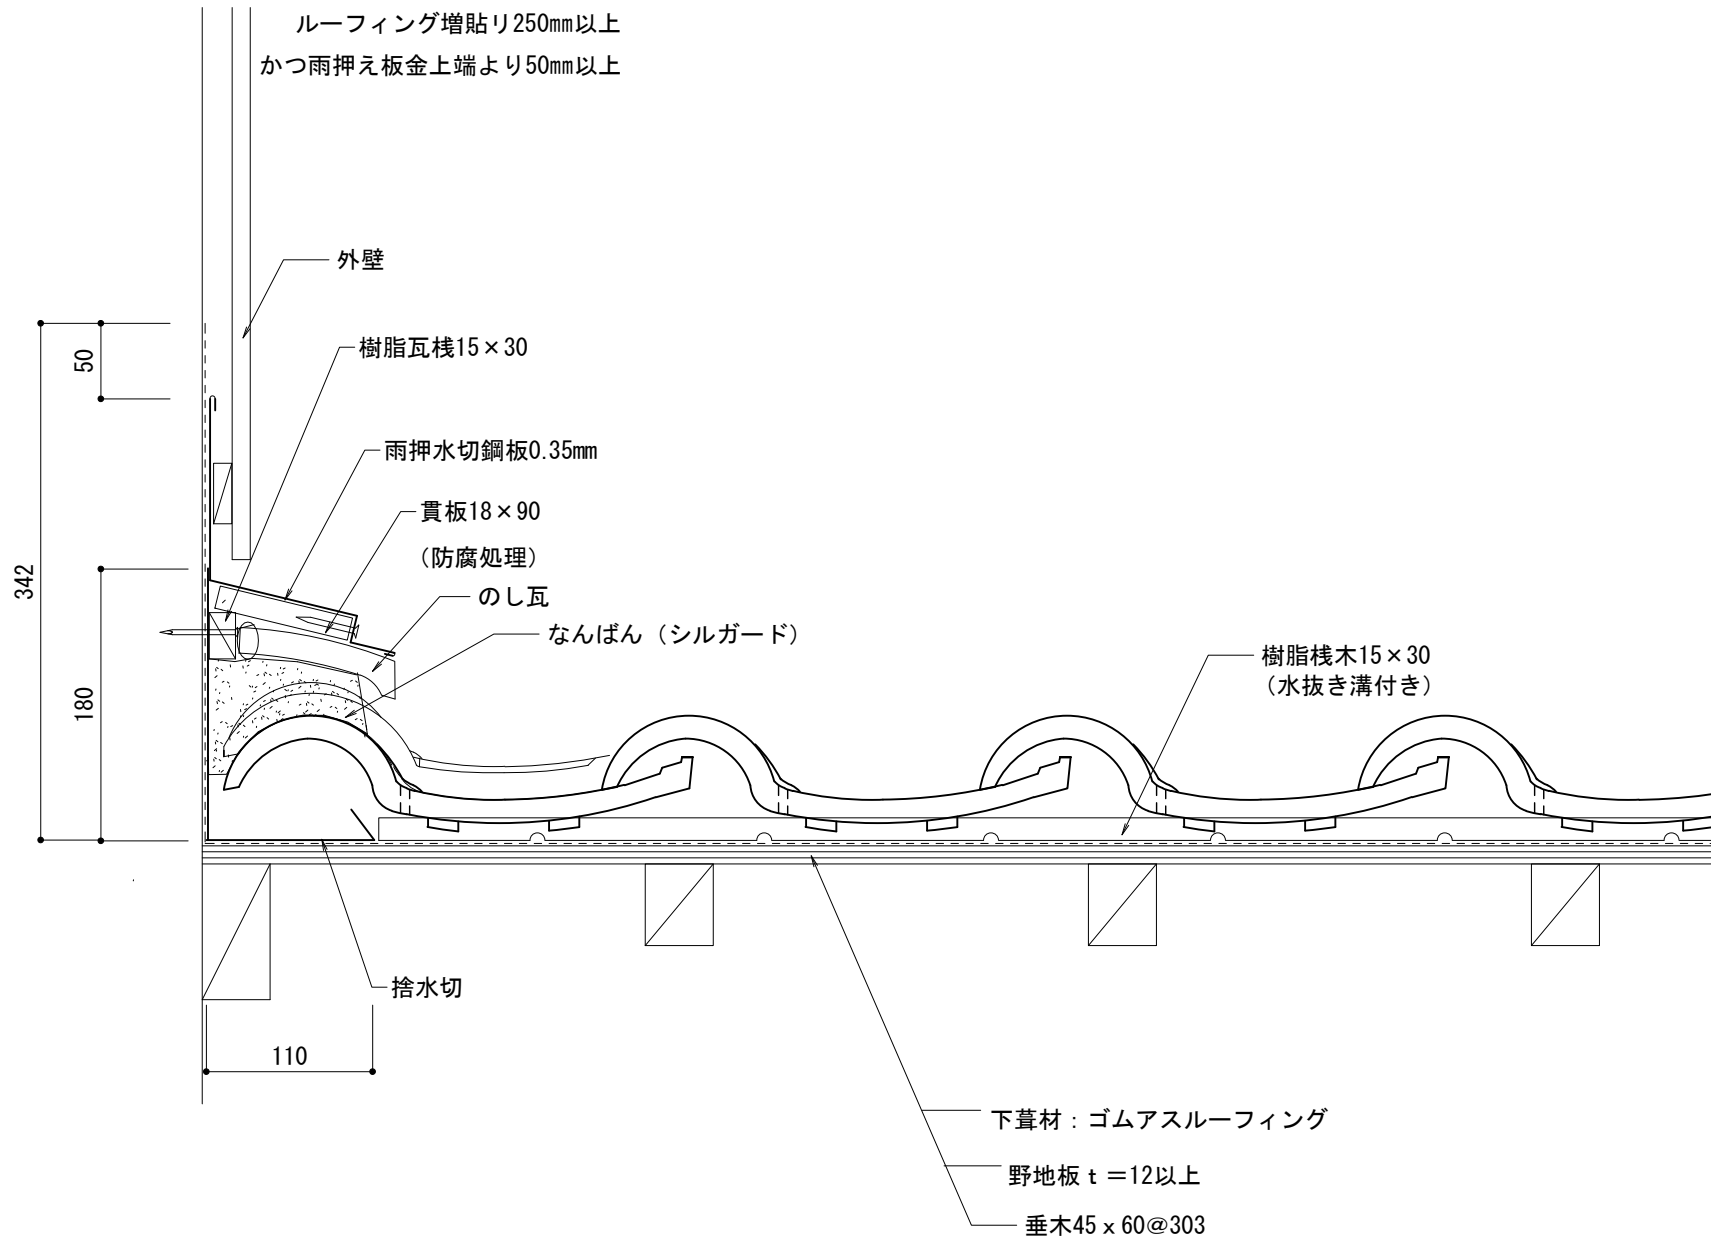 ルーフィング増貼リ250㎜以上
かつ雨押え板金上端より50㎜以上
外壁
樹脂瓦桟15×30
雨押水切鋼板0.35㎜
貫板18×90
（防腐処理）
のし瓦
なんばん（シルガード）
樹脂桟木15×30
（水抜き溝付き）
50
342
180
捨水切
110
下葺材：ゴムアスルーフィング
野地板ｔ＝12以上
垂木45ｘ60＠303